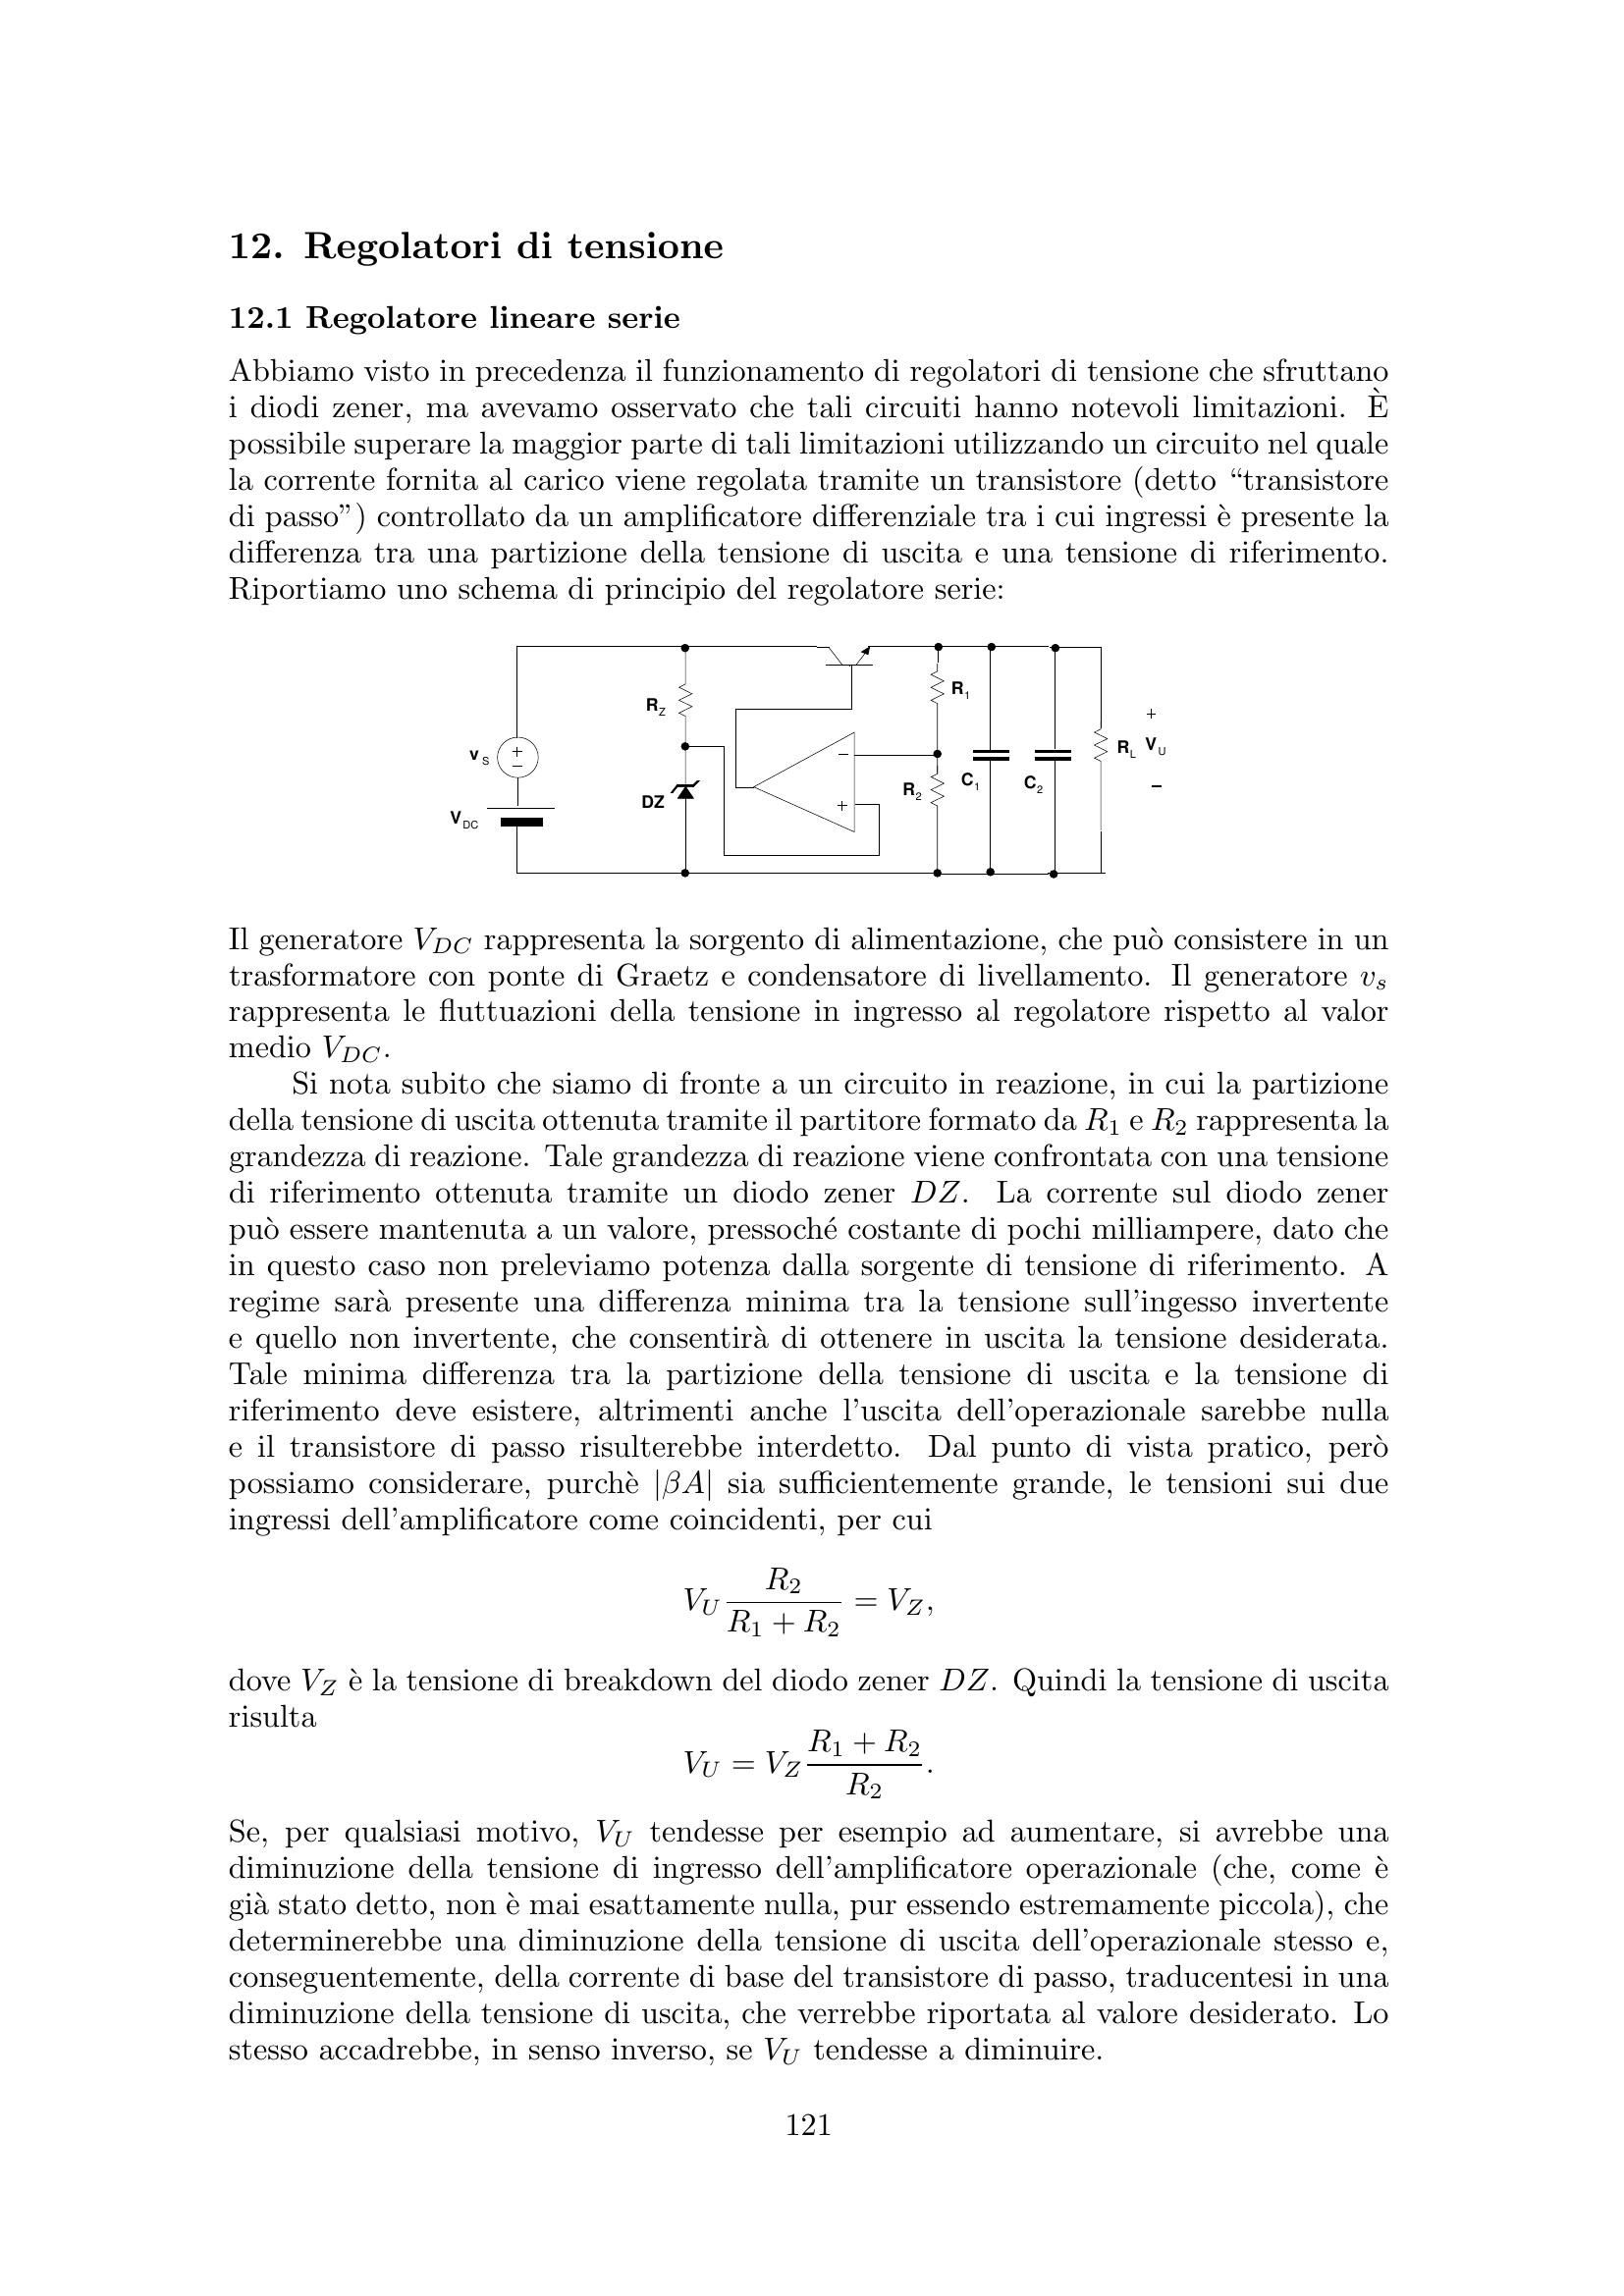 12. Regolatori di tensione
12.1 Regolatore lineare serie
Abbiamo visto in precedenza il funzionamento di regolatori di tensione che sfruttano
i diodi zener, ma avevamo osservato che tali circuiti hanno notevoli limitazioni. È
possibile superare la maggior parte di tali limitazioni utilizzando un circuito nel quale
la corrente fornita al carico viene regolata tramite un transistore (detto “transistore
di passo”) controllato da un amplificatore differenziale tra i cui ingressi è presente la
differenza tra una partizione della tensione di uscita e una tensione di riferimento.
Riportiamo uno schema di principio del regolatore serie:
R1
RZ
+
vS
+
−
−
RL
VU
R2
C1
C2
DZ
+
−
VDC
Il generatore V_{DC} rappresenta la sorgento di alimentazione, che può consistere in un
trasformatore con ponte di Graetz e condensatore di livellamento. Il generatore v_s
rappresenta le fluttuazioni della tensione in ingresso al regolatore rispetto al valor
medio V_{DC}.
Si nota subito che siamo di fronte a un circuito in reazione, in cui la partizione
della tensione di uscita ottenuta tramite il partitore formato da R_1 e R_2 rappresenta la
grandezza di reazione. Tale grandezza di reazione viene confrontata con una tensione
di riferimento ottenuta tramite un diodo zener DZ. La corrente sul diodo zener
può essere mantenuta a un valore, pressoché costante di pochi milliampere, dato che
in questo caso non preleviamo potenza dalla sorgente di tensione di riferimento. A
regime sarà presente una differenza minima tra la tensione sull'ingesso invertente
e quello non invertente, che consentirà di ottenere in uscita la tensione desiderata.
Tale minima differenza tra la partizione della tensione di uscita e la tensione di
riferimento deve esistere, altrimenti anche l'uscita dell'operazionale sarebbe nulla
e il transistore di passo risulterebbe interdetto. Dal punto di vista pratico, però
possiamo considerare, purchè |βA| sia sufficientemente grande, le tensioni sui due
ingressi dell'amplificatore come coincidenti, per cui
V_U \frac{R_2}{R_1 + R_2} = V_Z,
dove V_Z è la tensione di breakdown del diodo zener DZ. Quindi la tensione di uscita
risulta
V_U = V_Z \frac{R_1 + R_2}{R_2}.
Se, per qualsiasi motivo, V_U tendesse per esempio ad aumentare, si avrebbe una
diminuzione della tensione di ingresso dell'amplificatore operazionale (che, come è
già stato detto, non è mai esattamente nulla, pur essendo estremamente piccola), che
determinerebbe una diminuzione della tensione di uscita dell'operazionale stesso e,
conseguentemente, della corrente di base del transistore di passo, traducentesi in una
diminuzione della tensione di uscita, che verrebbe riportata al valore desiderato. Lo
stesso accadrebbe, in senso inverso, se V_U tendesse a diminuire.
121